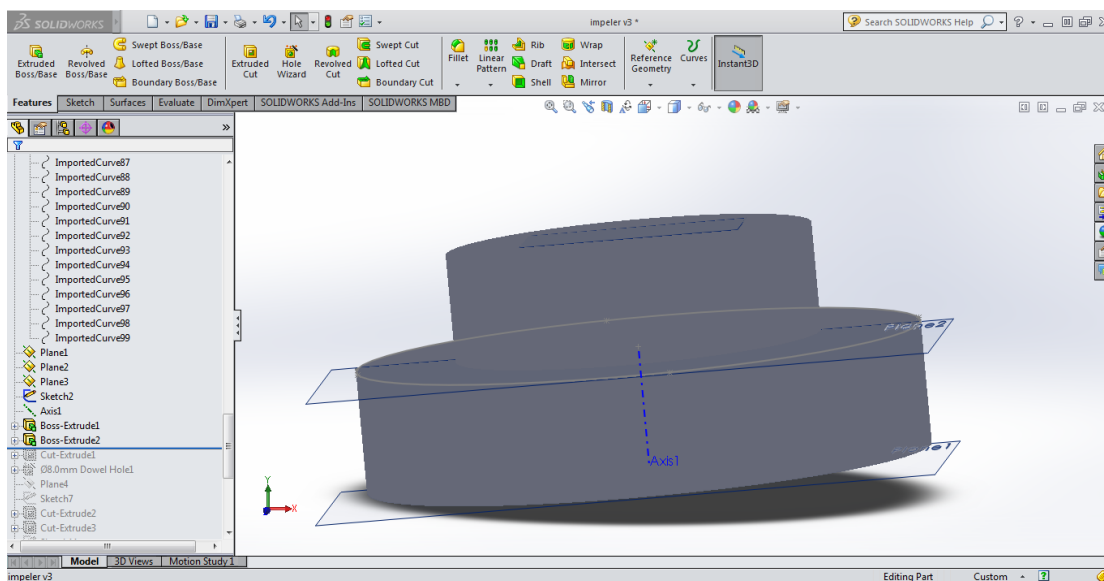 SOLIDWORKS
impeler v3 *
Search SOLIDWORKS Help
Extruded Boss/Base
Revolved Boss/Base
Swept Boss/Base
Lofted Boss/Base
Boundary Boss/Base
Extruded Cut
Hole Wizard
Revolved Cut
Swept Cut
Lofted Cut
Boundary Cut
Fillet
Linear Pattern
Rib
Draft
Shell
Wrap
Intersect
Mirror
Reference Geometry
Curves
Instant3D
Features Sketch Surfaces Evaluate DimXpert SOLIDWORKS Add-Ins SOLIDWORKS MBD
ImportedCurve87
ImportedCurve88
ImportedCurve89
ImportedCurve90
ImportedCurve91
ImportedCurve92
ImportedCurve93
ImportedCurve94
ImportedCurve95
ImportedCurve96
ImportedCurve97
ImportedCurve98
ImportedCurve99
Plane1
Plane2
Plane3
Sketch2
Axis1
Boss-Extrude1
Boss-Extrude2
Cut-Extrude1
Ø8.0mm Dowel Hole1
Plane4
Sketch7
Cut-Extrude2
Cut-Extrude3
Plane2
Plane1
Axis1
Y
X
Model 3D Views Motion Study 1
impeler v3
Editing Part Custom